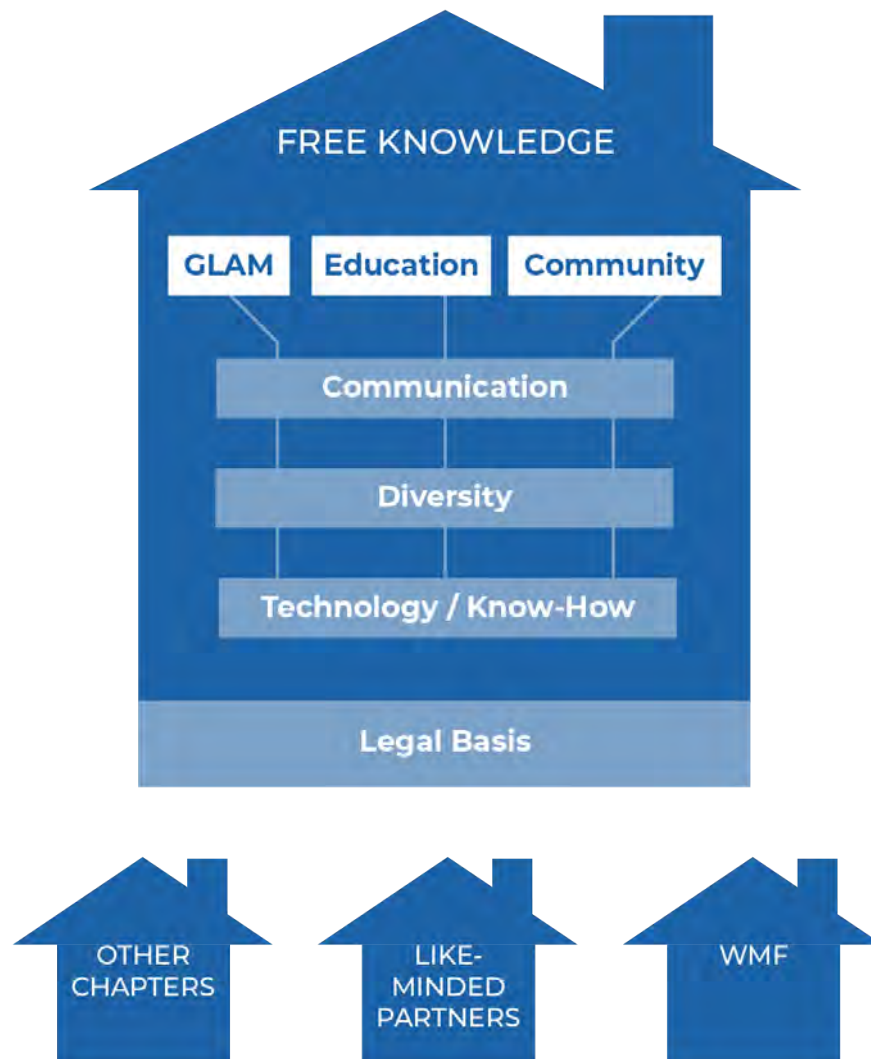 FREE KNOWLEDGE
GLAM
Education
Community
Communication
Diversity
Technology / Know-How
Legal Basis
OTHER
CHAPTERS
LIKE-
MINDED
PARTNERS
WMF